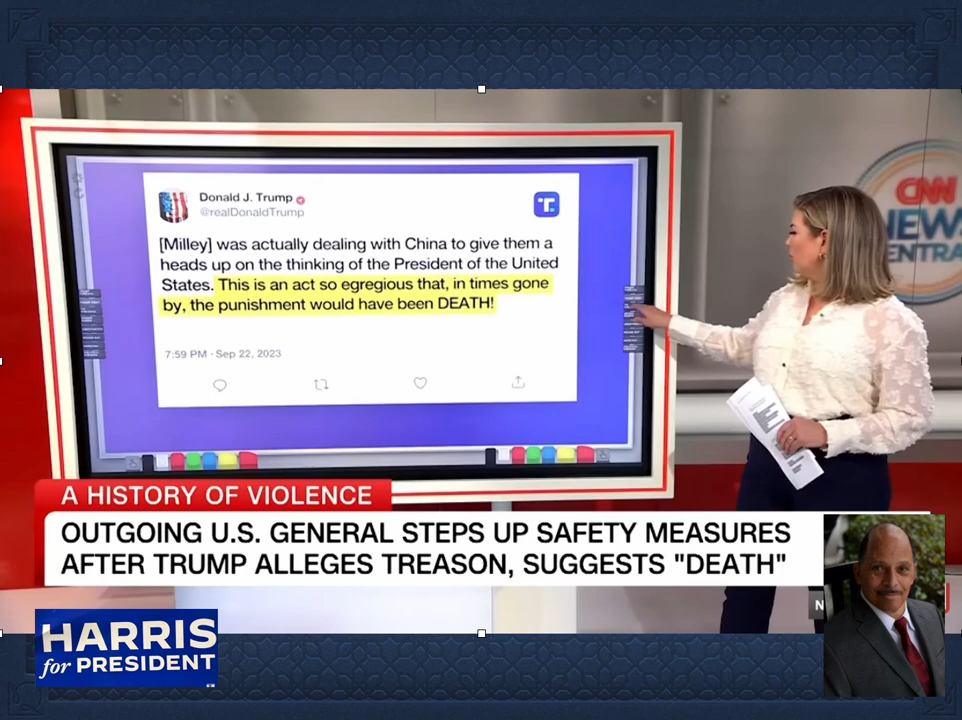 Donald J. Trump
@realDonaldTrump
[Milley] was actually dealing with China to give them a
heads up on the thinking of the President of the United
States. This is an act so egregious that, in times gone
by, the punishment would have been DEATH!
7:59 PM · Sep 22, 2023
CNN
NEWS
ENTRA
A HISTORY OF VIOLENCE
OUTGOING U.S. GENERAL STEPS UP SAFETY MEASURES
AFTER TRUMP ALLEGES TREASON, SUGGESTS "DEATH"
N
HARRIS
for PRESIDENT